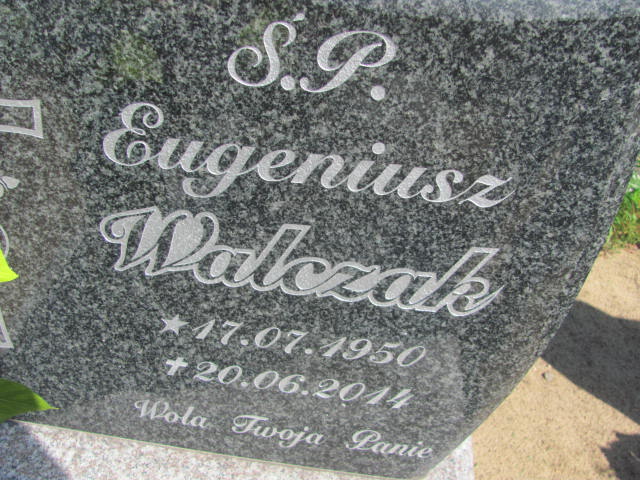 Ś.P.
Eugeniusz
Walczak
★ 17.07.1950
✝ 20.06.2014
Wola Twoja Panie